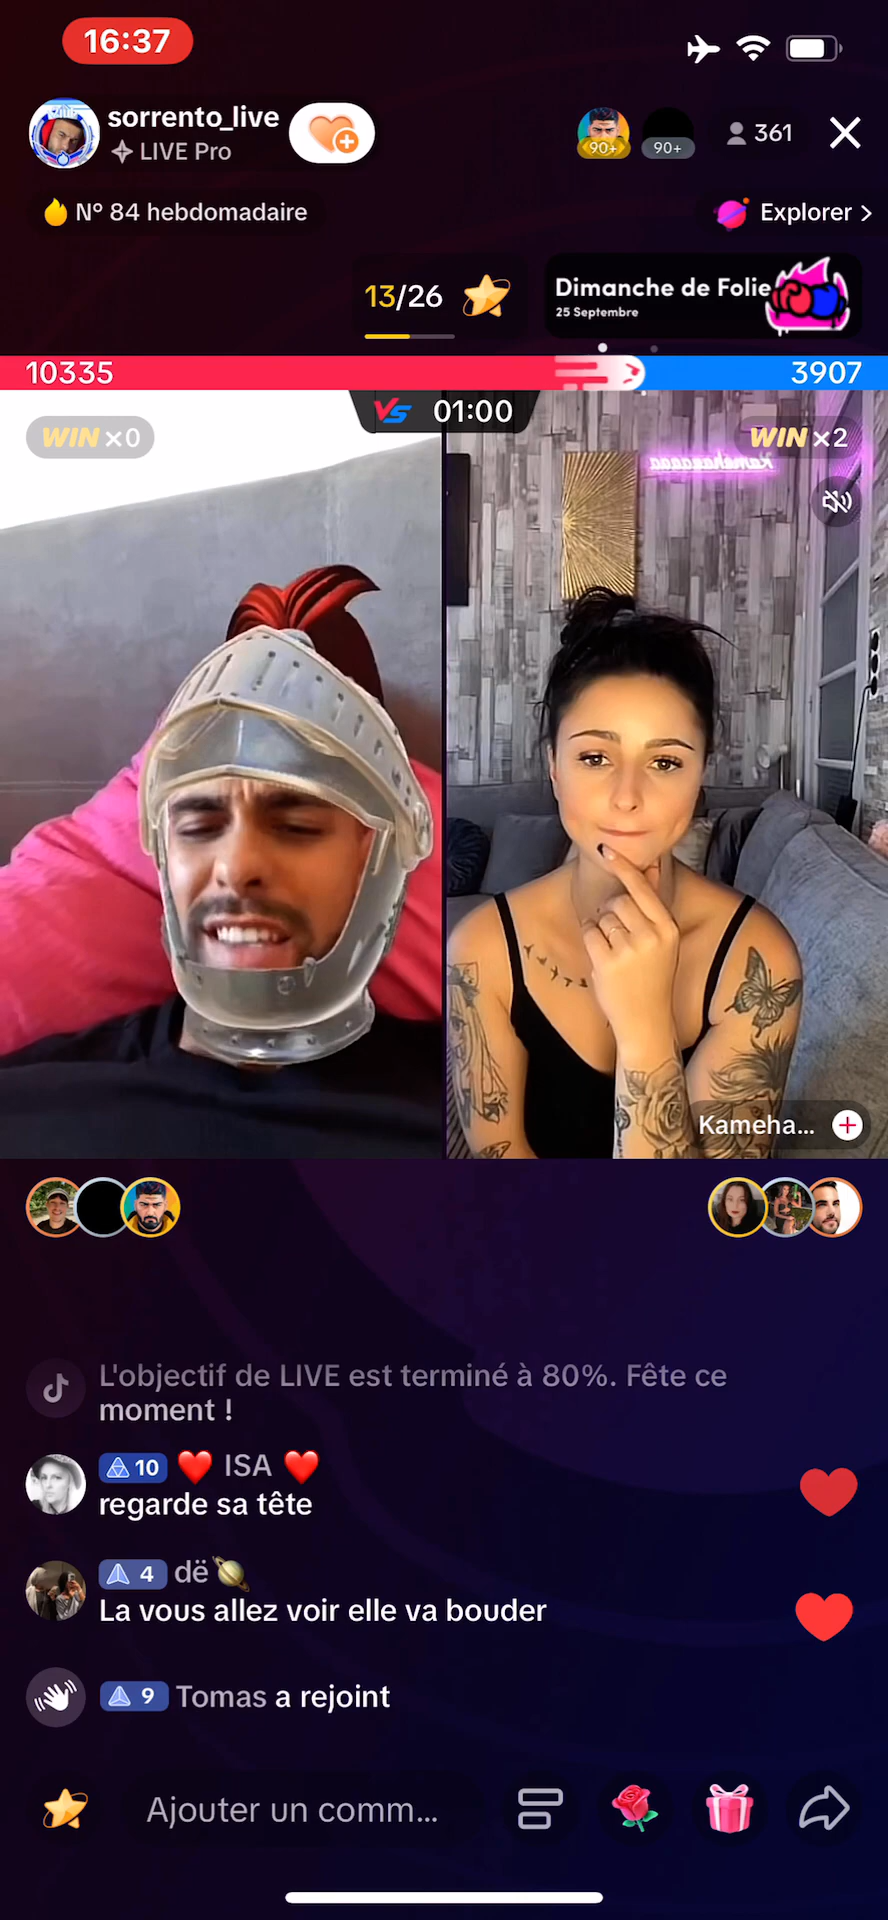 16:37
sorrento_live
LIVE Pro
90+
90+
361
N° 84 hebdomadaire
Explorer >
13/26
Dimanche de Folie
25 Septembre
10335
3907
VS 01:00
WIN ×0
WIN ×2
Kameha...
L'objectif de LIVE est terminé à 80%. Fête ce
moment !
10 ❤️ ISA ❤️
regarde sa tête
4 dë🪐
La vous allez voir elle va bouder
9 Tomas a rejoint
Ajouter un comm...